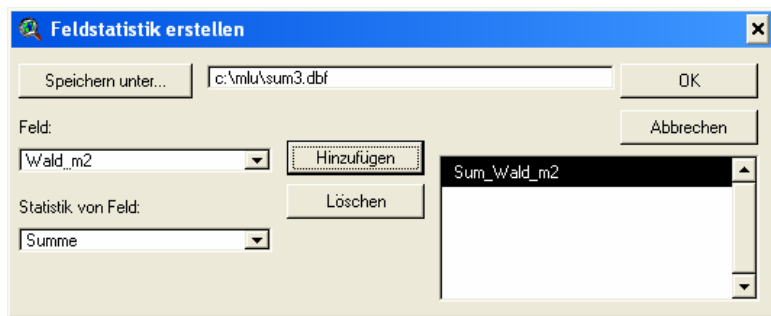 Feldstatistik erstellen
Speichern unter...
c:\mlu\sum3.dbf
OK
Feld:
Abbrechen
Wald_m2
Hinzufügen
Sum_Wald_m2
Löschen
Statistik von Feld:
Summe